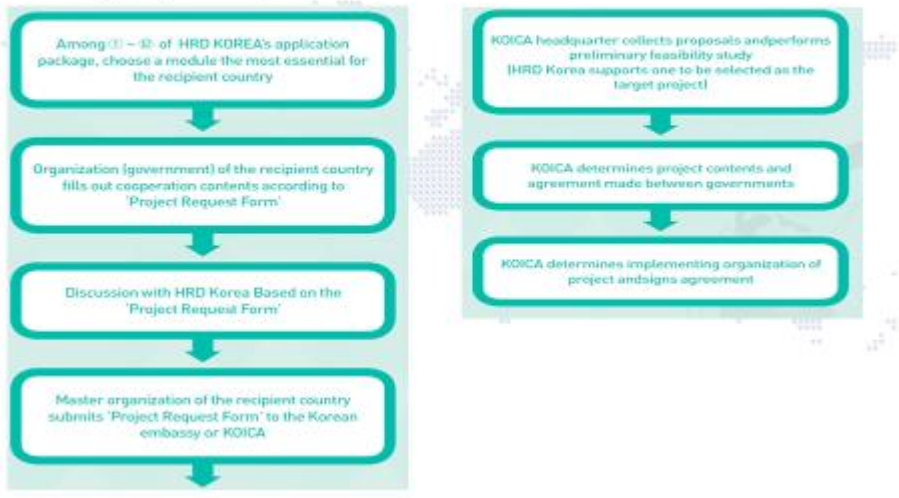 Among ① ~ ⑫ of HRD KOREA's application
package, choose a module the most essential for
the recipient country
Organization (government) of the recipient country
fills out cooperation contents according to
'Project Request Form'
Discussion with HRD Korea Based on the
'Project Request Form'
Master organization of the recipient country
submits 'Project Request Form' to the Korean
embassy or KOICA
KOICA headquarter collects proposals andperforms
preliminary feasibility study
(HRD Korea supports one to be selected as the
target project)
KOICA determines project contents and
agreement made between governments
KOICA determines implementing organization of
project andsigns agreement